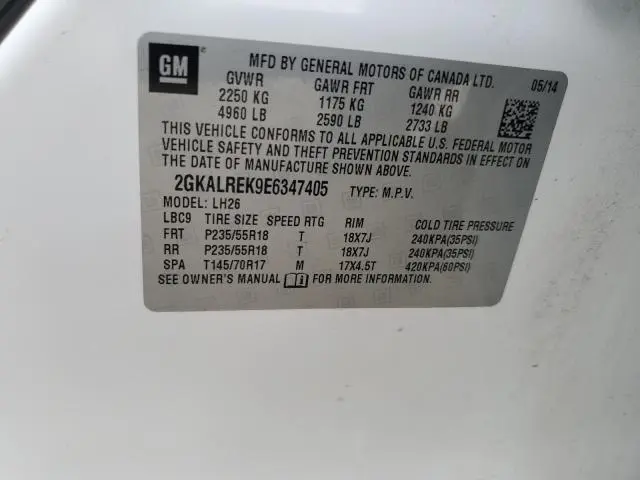 GM
MFD BY GENERAL MOTORS OF CANADA LTD. 05/14
GVWR GAWR FRT GAWR RR
2250 KG 1175 KG 1240 KG
4960 LB 2590 LB 2733 LB
THIS VEHICLE CONFORMS TO ALL APPLICABLE U.S. FEDERAL MOTOR
VEHICLE SAFETY AND THEFT PREVENTION STANDARDS IN EFFECT ON
THE DATE OF MANUFACTURE SHOWN ABOVE.
2GKALREK9E6347405 TYPE: M.P.V.
MODEL: LH26
LBC9 TIRE SIZE SPEED RTG RIM COLD TIRE PRESSURE
FRT P235/55R18 T 18X7J 240KPA(35PSI)
RR P235/55R18 T 18X7J 240KPA(35PSI)
SPA T145/70R17 M 17X4.5T 420KPA(60PSI)
SEE OWNER'S MANUAL FOR MORE INFORMATION.